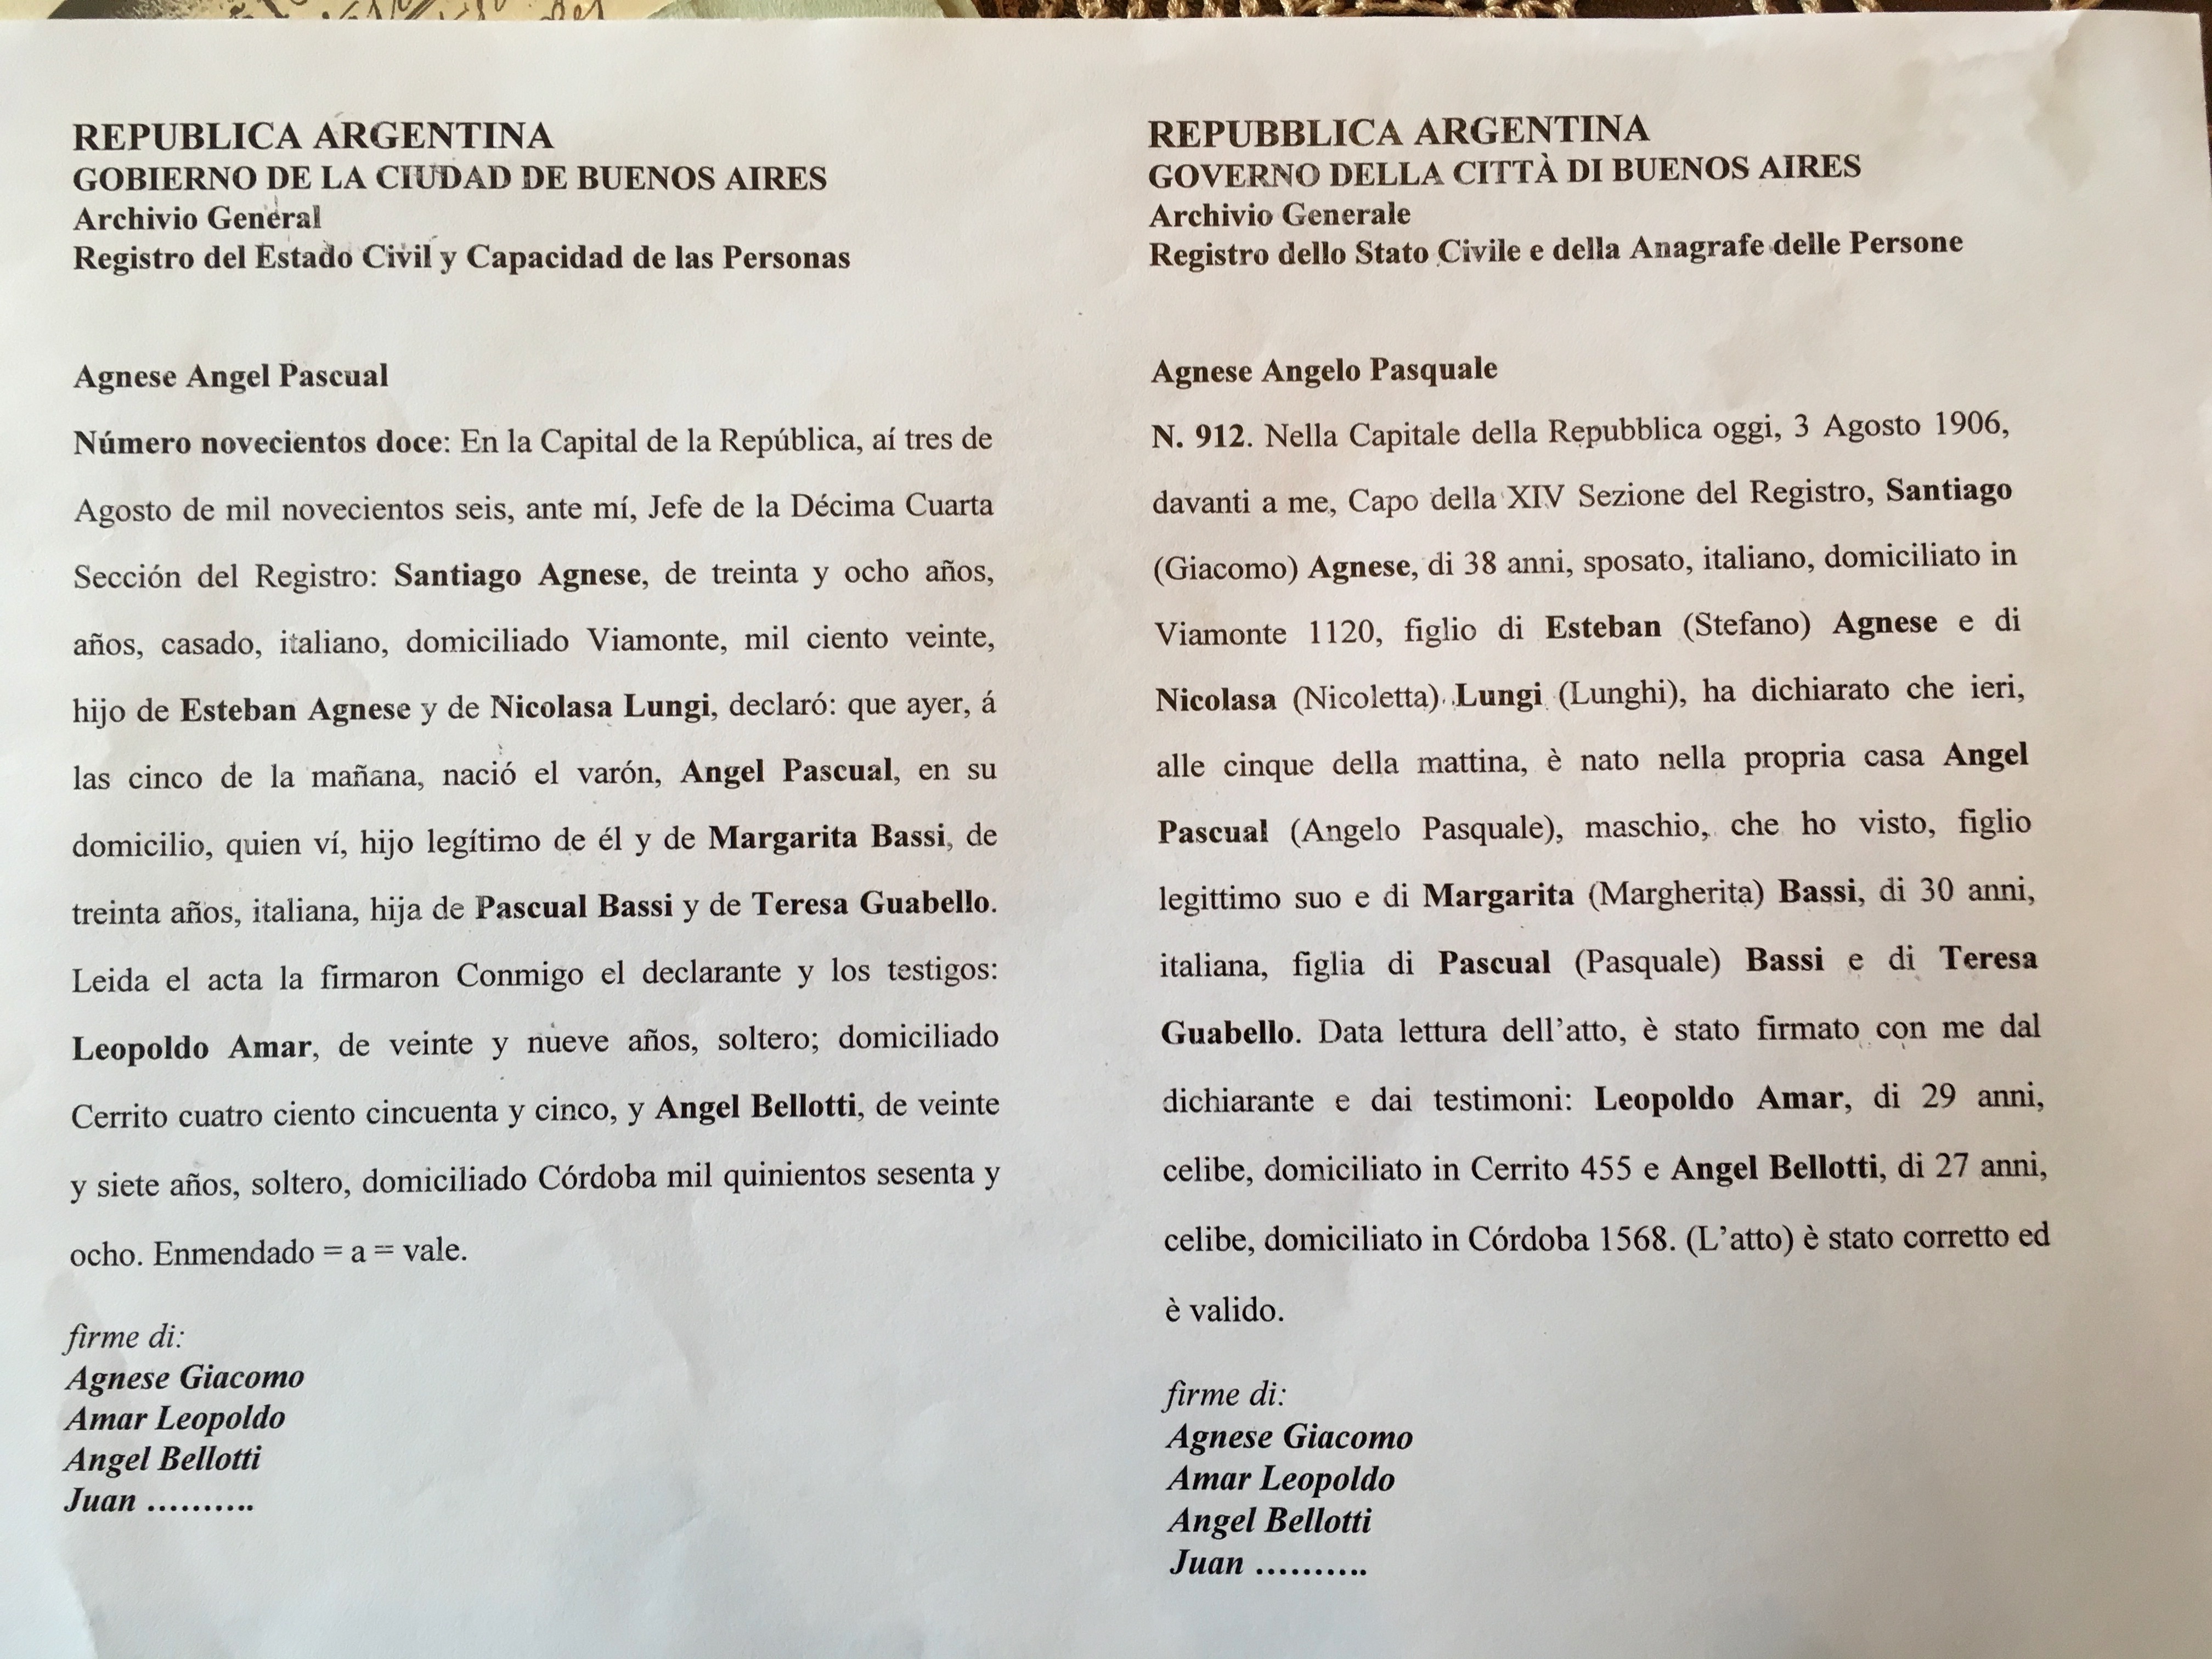 REPUBLICA ARGENTINA
GOBIERNO DE LA CIUDAD DE BUENOS AIRES
Archivio General
Registro del Estado Civil y Capacidad de las Personas
Agnese Angel Pascual
Número novecientos doce: En la Capital de la República, aí tres de
Agosto de mil novecientos seis, ante mí, Jefe de la Décima Cuarta
Sección del Registro: Santiago Agnese, de treinta y ocho años,
años, casado, italiano, domiciliado Viamonte, mil ciento veinte,
hijo de Esteban Agnese y de Nicolasa Lungi, declaró: que ayer, á
las cinco de la mañana, nació el varón, Angel Pascual, en su
domicilio, quien ví, hijo legítimo de él y de Margarita Bassi, de
treinta años, italiana, hija de Pascual Bassi y de Teresa Guabello.
Leida el acta la firmaron Conmigo el declarante y los testigos:
Leopoldo Amar, de veinte y nueve años, soltero; domiciliado
Cerrito cuatro ciento cincuenta y cinco, y Angel Bellotti, de veinte
y siete años, soltero, domiciliado Córdoba mil quinientos sesenta y
ocho. Enmendado = a = vale.
firme di:
Agnese Giacomo
Amar Leopoldo
Angel Bellotti
Juan ……….
REPUBBLICA ARGENTINA
GOVERNO DELLA CITTÀ DI BUENOS AIRES
Archivio Generale
Registro dello Stato Civile e della Anagrafe delle Persone
Agnese Angelo Pasquale
N. 912. Nella Capitale della Repubblica oggi, 3 Agosto 1906,
davanti a me, Capo della XIV Sezione del Registro, Santiago
(Giacomo) Agnese, di 38 anni, sposato, italiano, domiciliato in
Viamonte 1120, figlio di Esteban (Stefano) Agnese e di
Nicolasa (Nicoletta) Lungi (Lunghi), ha dichiarato che ieri,
alle cinque della mattina, è nato nella propria casa Angel
Pascual (Angelo Pasquale), maschio, che ho visto, figlio
legittimo suo e di Margarita (Margherita) Bassi, di 30 anni,
italiana, figlia di Pascual (Pasquale) Bassi e di Teresa
Guabello. Data lettura dell’atto, è stato firmato con me dal
dichiarante e dai testimoni: Leopoldo Amar, di 29 anni,
celibe, domiciliato in Cerrito 455 e Angel Bellotti, di 27 anni,
celibe, domiciliato in Córdoba 1568. (L’atto) è stato corretto ed
è valido.
firme di:
Agnese Giacomo
Amar Leopoldo
Angel Bellotti
Juan ……….